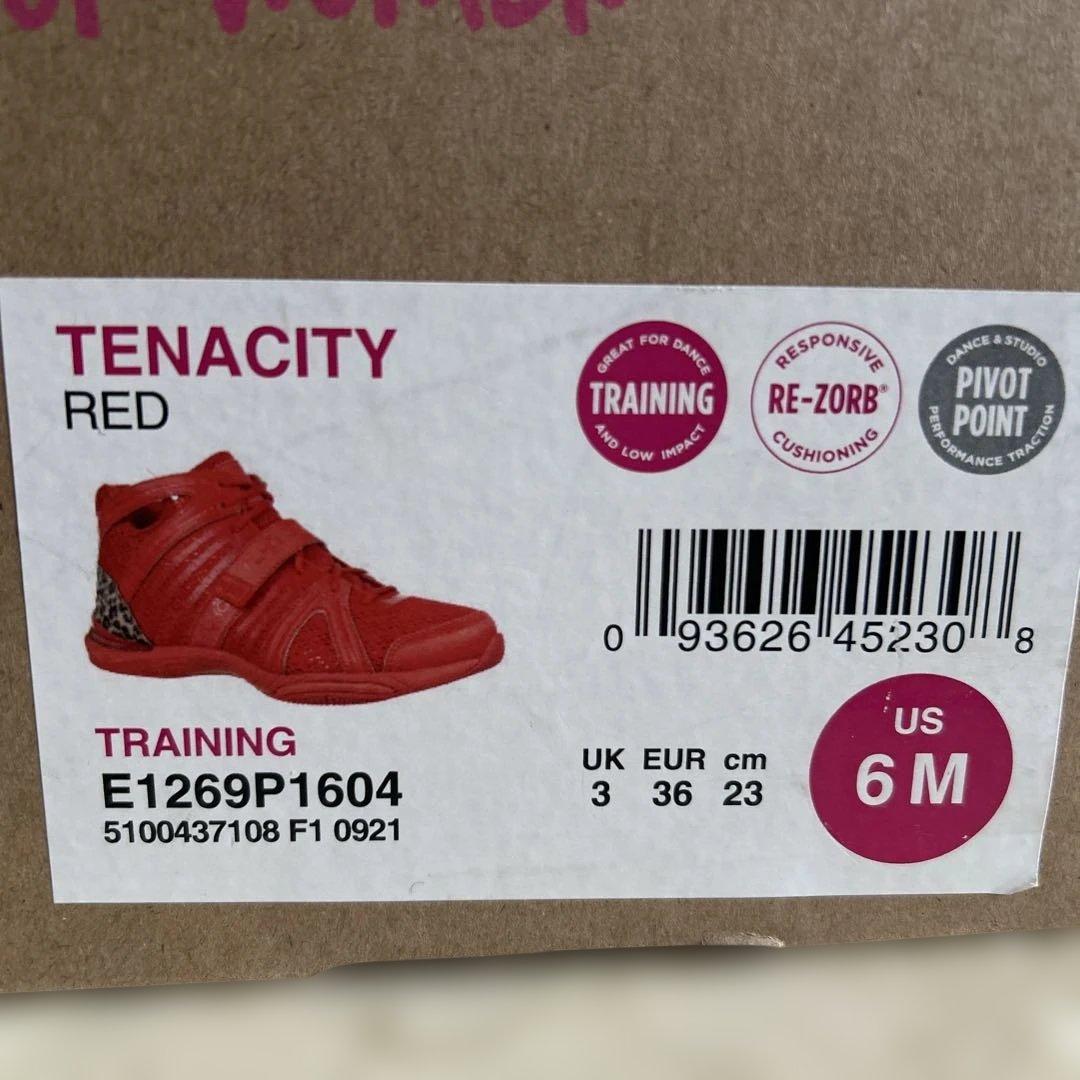 TENACITY
RED
GREAT FOR DANCE
TRAINING
AND LOW IMPACT
RESPONSIVE
RE-ZORB®
CUSHIONING
DANCE & STUDIO
PIVOT
POINT
PERFORMANCE TRACTION
0 93626 45230 8
TRAINING
E1269P1604
5100437108 F1 0921
UK EUR cm
3 36 23
US
6 M